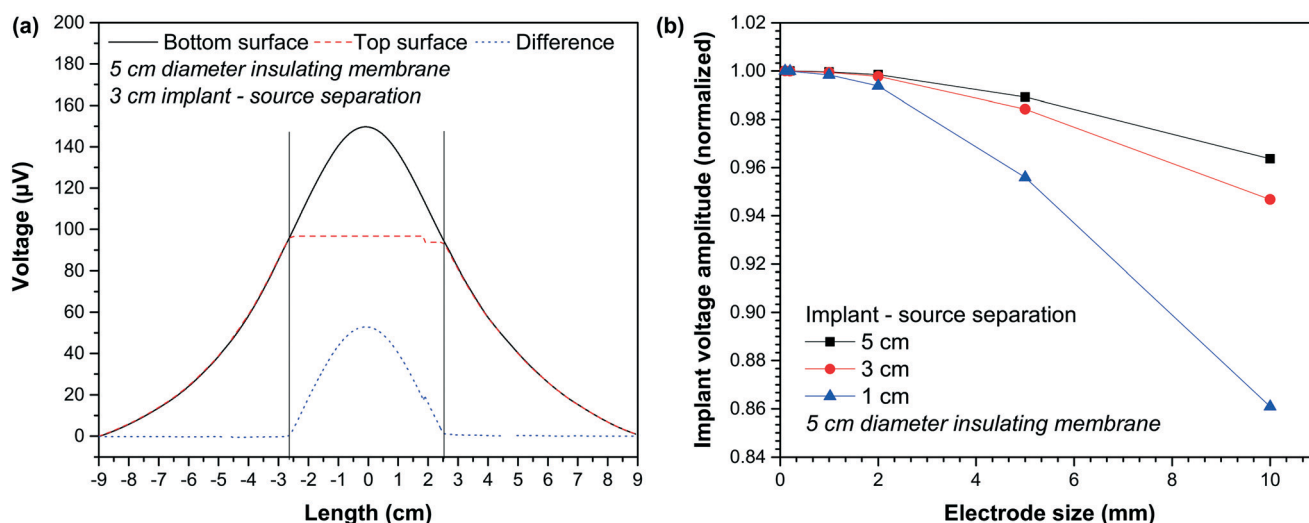 (a)
200
180
160
140
120
100
80
60
40
20
0
Voltage (µV)
Bottom surface Top surface Difference
5 cm diameter insulating membrane
3 cm implant - source separation
-9 -8 -7 -6 -5 -4 -3 -2 -1 0 1 2 3 4 5 6 7 8 9
Length (cm)
(b)
1.02
1.00
0.98
0.96
0.94
0.92
0.90
0.88
0.86
0.84
Implant voltage amplitude (normalized)
Implant - source separation
5 cm
3 cm
1 cm
5 cm diameter insulating membrane
0 2 4 6 8 10
Electrode size (mm)